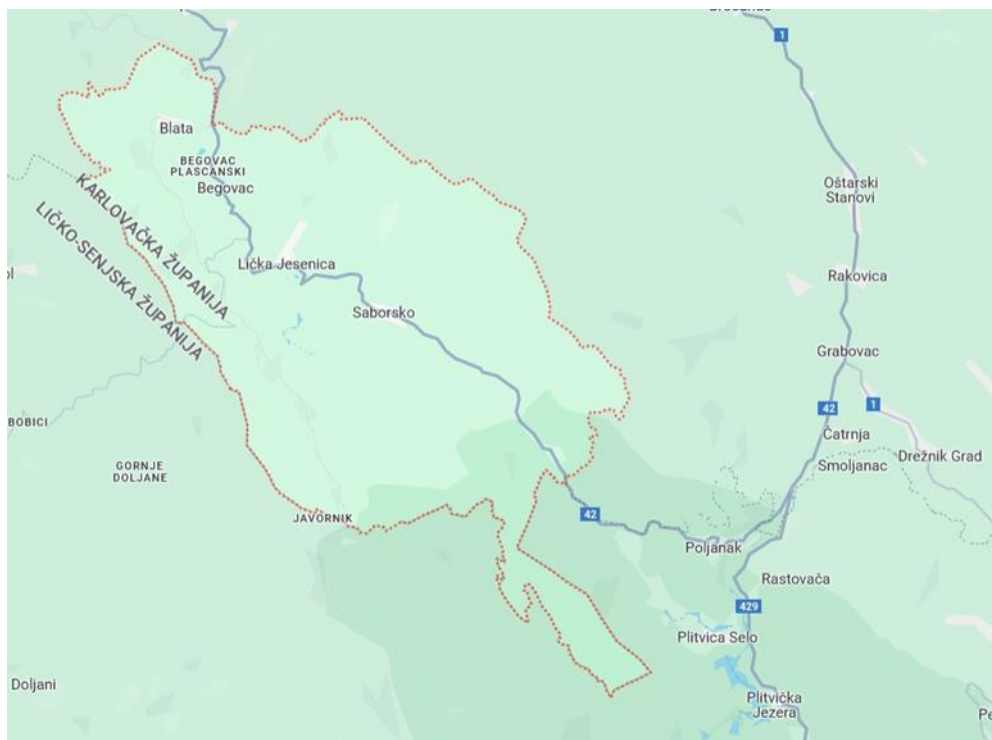 1
Blata
BEGOVAC
PLAŠĆANSKI
Begovac
Oštarski
Stanovi
KARLOVAČKA ŽUPANIJA
LIČKO-SENJSKA ŽUPANIJA
Lička Jesenica
Rakovica
Saborsko
Grabovac
42
1
BOBICI
Čatrnja
Drežnik Grad
GORNJE
DOLJANE
Smoljanac
JAVORNIK
42
Poljanak
Rastovača
429
Plitvica Selo
Doljani
Plitvička
Jezera